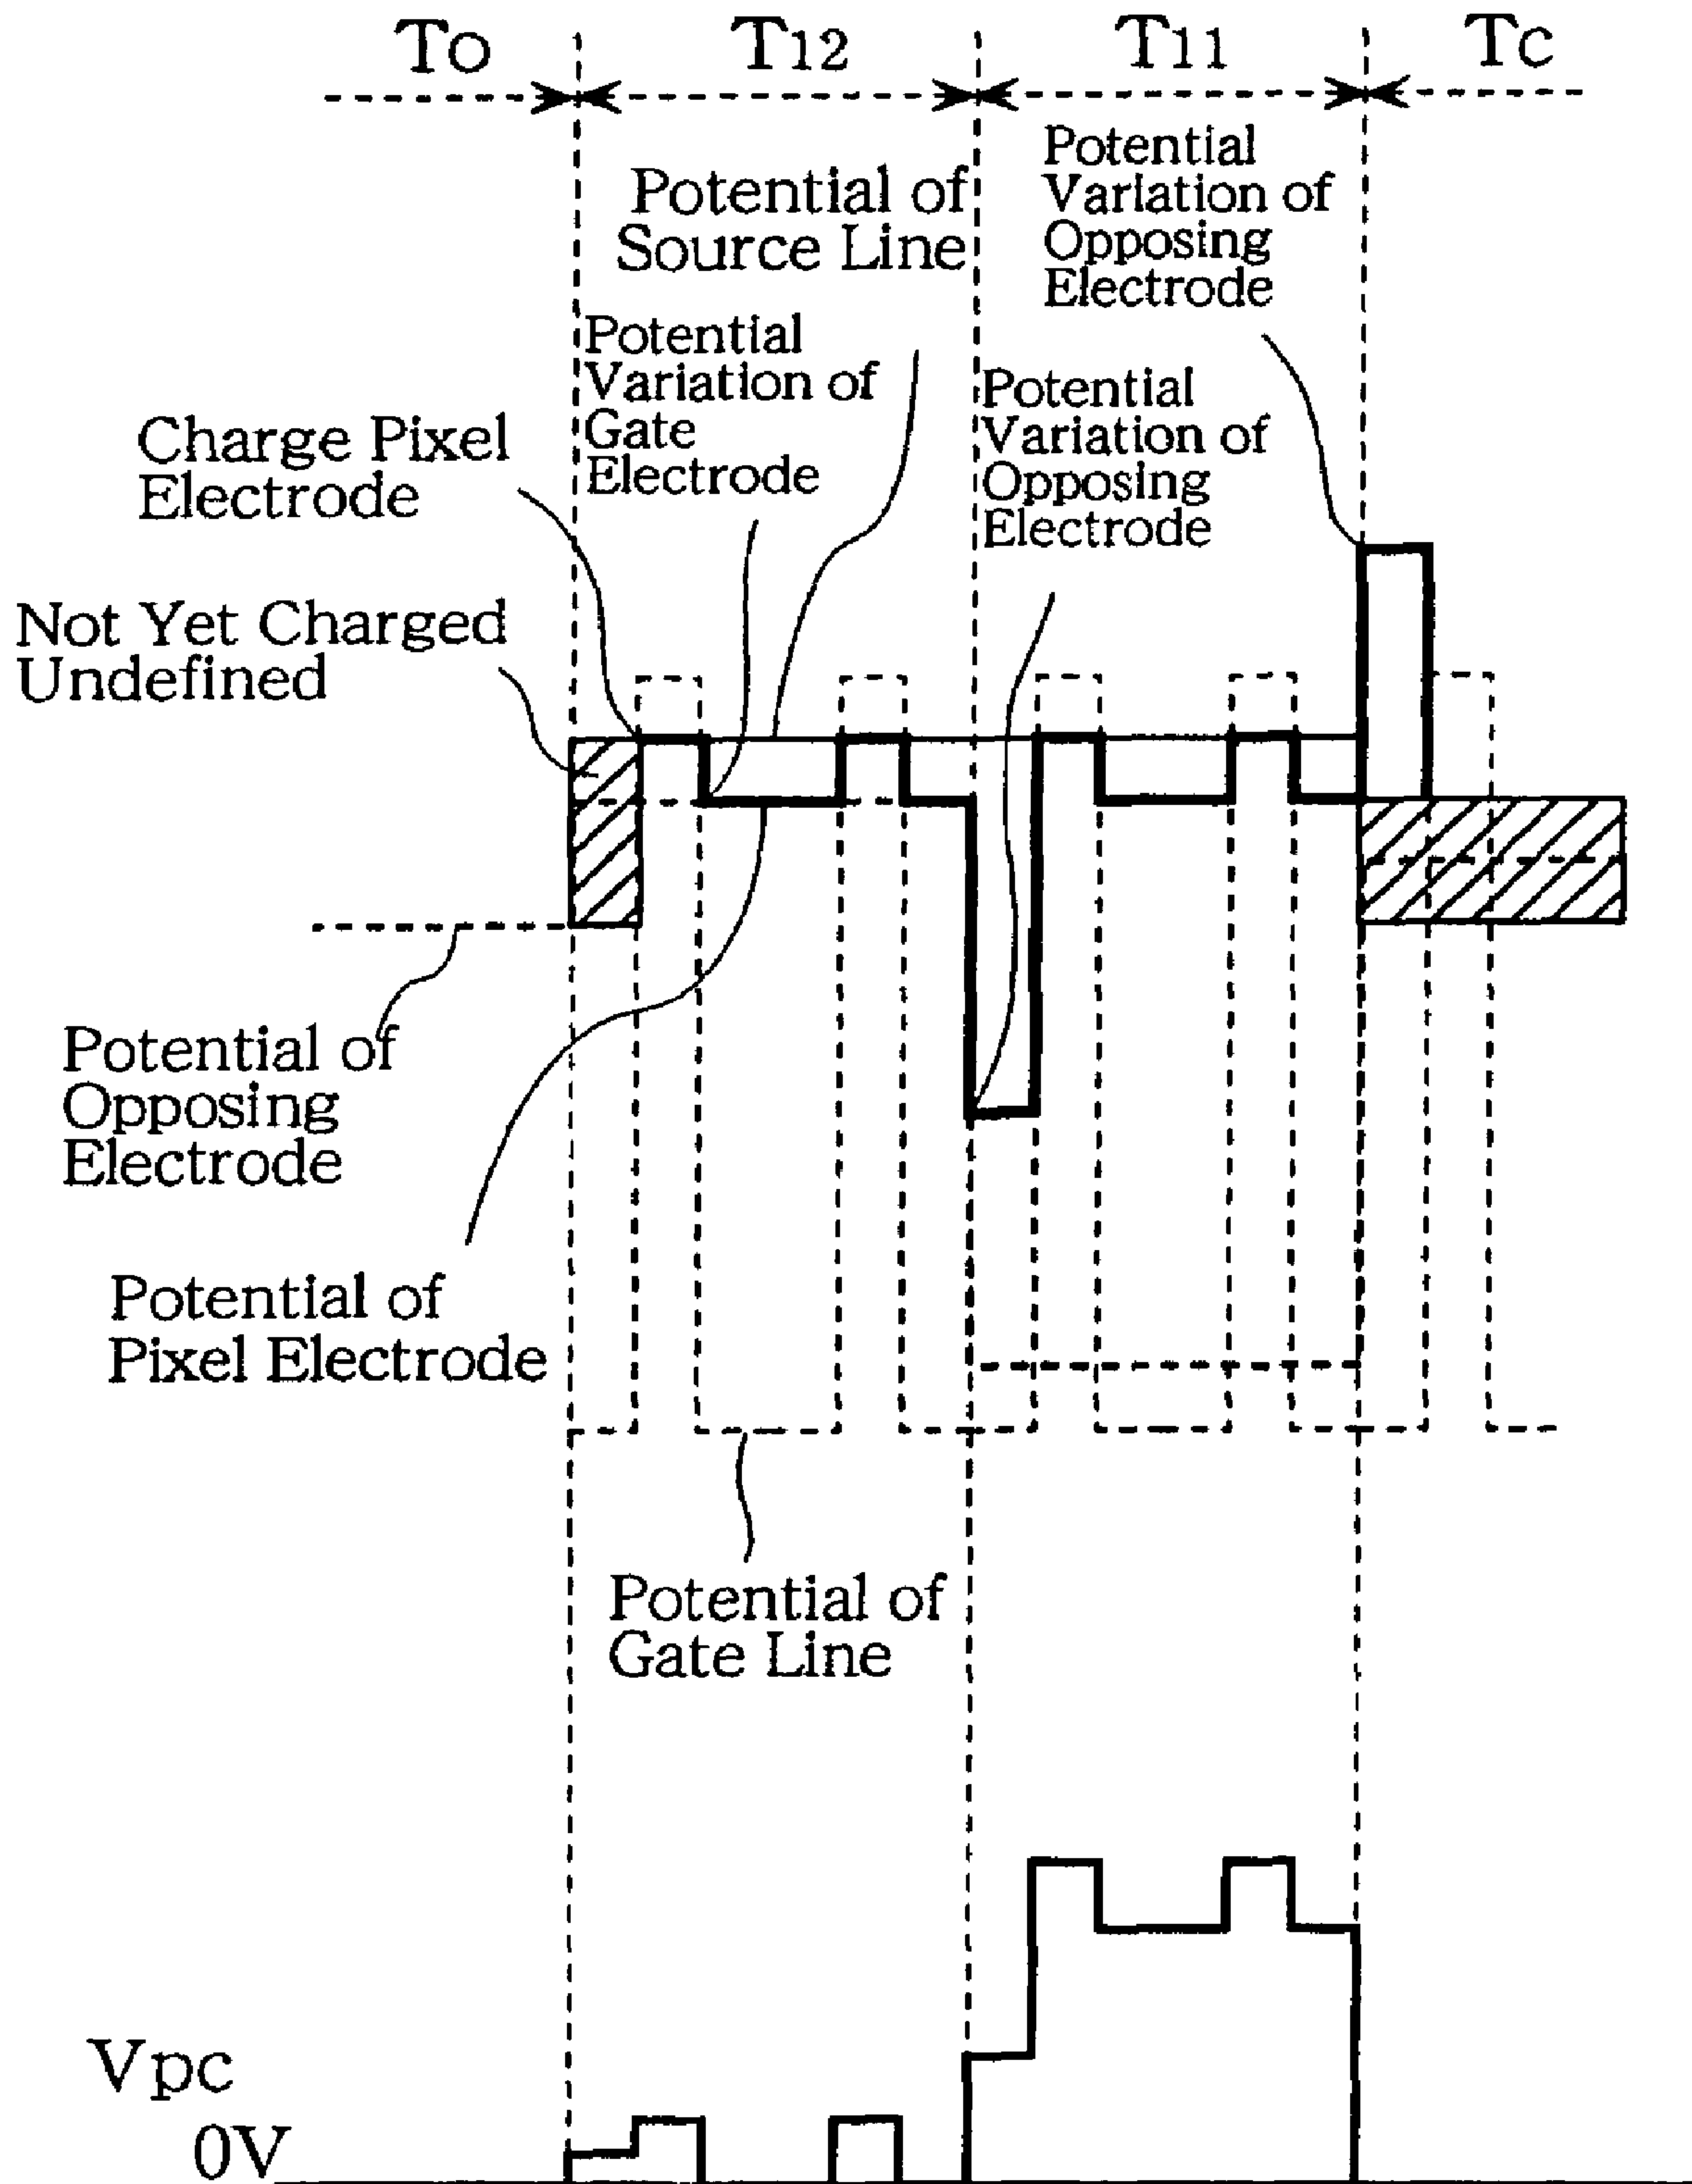 To T12 T11 Tc
Potential
Variation of
Opposing
Electrode
Potential of
Source Line
Potential
Variation of
Gate
Electrode
Potential
Variation of
Opposing
Electrode
Charge Pixel
Electrode
Not Yet Charged
Undefined
Potential of
Opposing
Electrode
Potential of
Pixel Electrode
Potential of
Gate Line
Vpc
0V